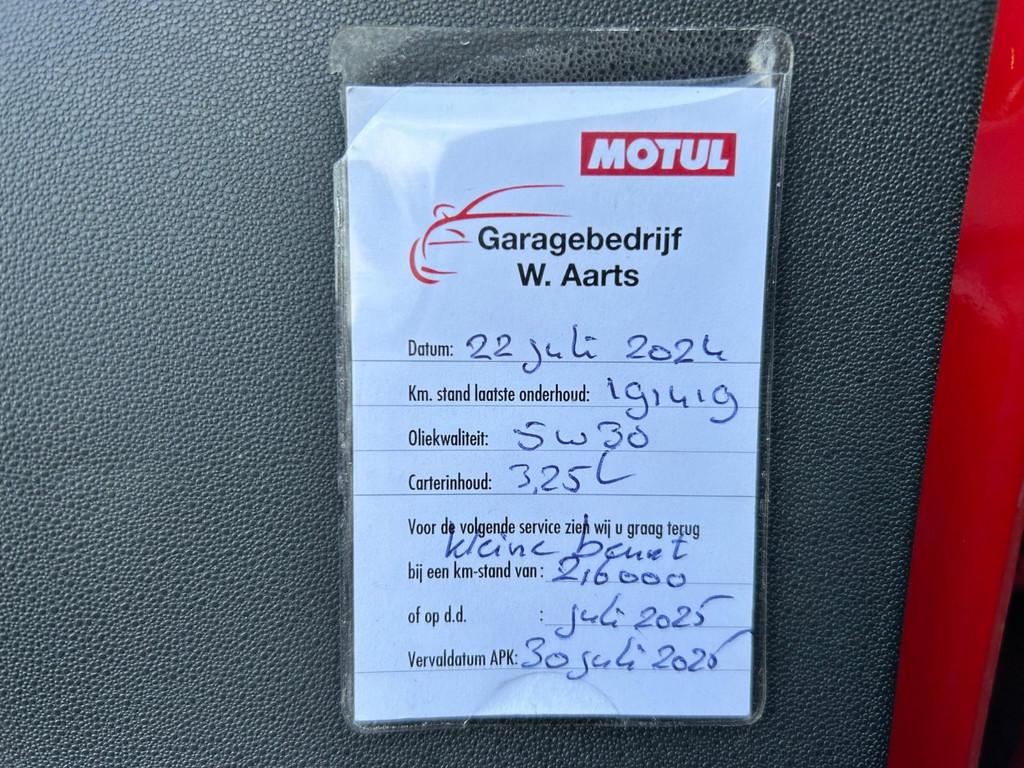 MOTUL
Garagebedrijf
W. Aarts
Datum: 22 juli 2024
Km. stand laatste onderhoud: 191419
Oliekwaliteit: 5w30
Carterinhoud: 3,25 L
Voor de volgende service zien wij u graag terug
kleine beurt
bij een km-stand van: 216000
of op d.d. : juli 2025
Vervaldatum APK: 30 juli 2025